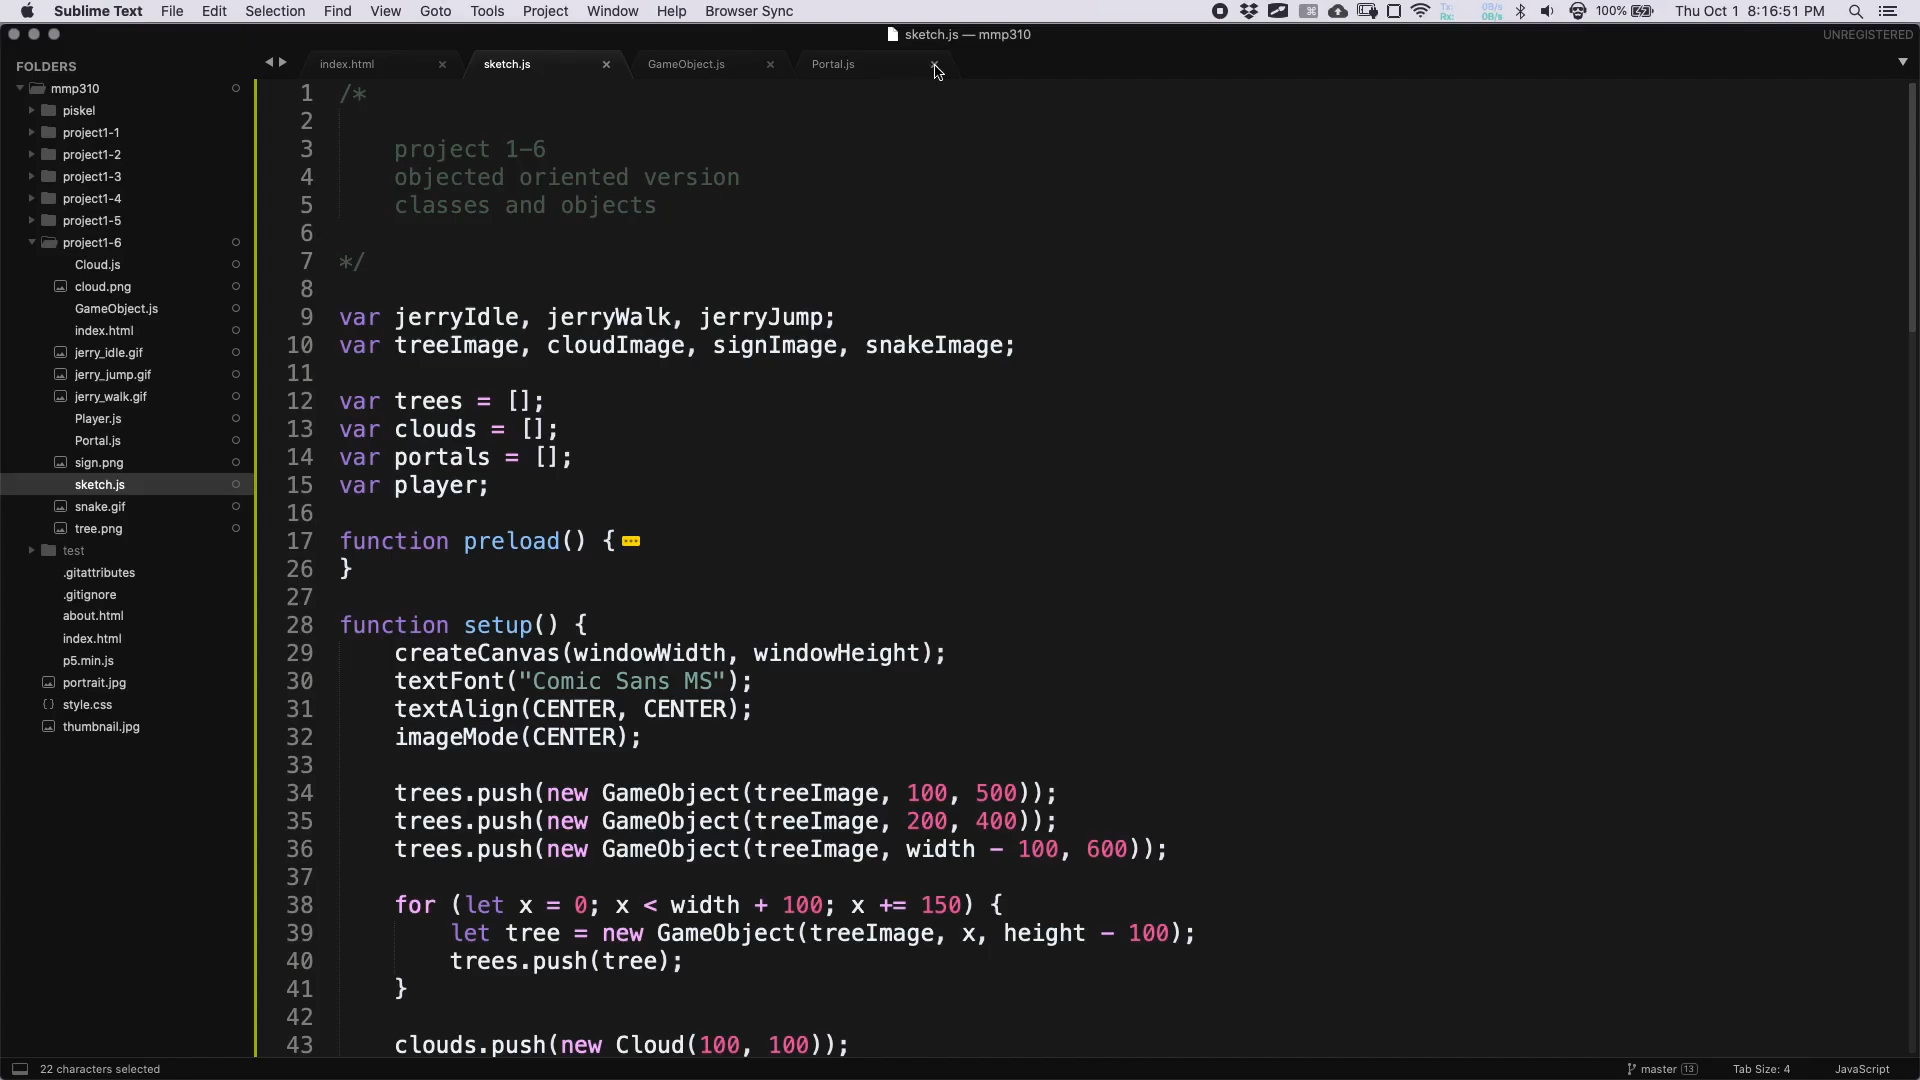 Sublime Text File Edit Selection Find View Goto Tools Project Window Help Browser Sync
Tx: 0B/s
Rx: 0B/s
100% Thu Oct 1 8:16:51 PM
sketch.js — mmp310
UNREGISTERED
FOLDERS
mmp310
piskel
project1-1
project1-2
project1-3
project1-4
project1-5
project1-6
Cloud.js
cloud.png
GameObject.js
index.html
jerry_idle.gif
jerry_jump.gif
jerry_walk.gif
Player.js
Portal.js
sign.png
sketch.js
snake.gif
tree.png
test
.gitattributes
.gitignore
about.html
index.html
p5.min.js
portrait.jpg
style.css
thumbnail.jpg
index.html sketch.js GameObject.js Portal.js
1 /*
2
3 project 1-6
4 objected oriented version
5 classes and objects
6
7 */
8
9 var jerryIdle, jerryWalk, jerryJump;
10 var treeImage, cloudImage, signImage, snakeImage;
11
12 var trees = [];
13 var clouds = [];
14 var portals = [];
15 var player;
16
17 function preload() {
26 }
27
28 function setup() {
29 createCanvas(windowWidth, windowHeight);
30 textFont("Comic Sans MS");
31 textAlign(CENTER, CENTER);
32 imageMode(CENTER);
33
34 trees.push(new GameObject(treeImage, 100, 500));
35 trees.push(new GameObject(treeImage, 200, 400));
36 trees.push(new GameObject(treeImage, width - 100, 600));
37
38 for (let x = 0; x < width + 100; x += 150) {
39 let tree = new GameObject(treeImage, x, height - 100);
40 trees.push(tree);
41 }
42
43 clouds.push(new Cloud(100, 100));
22 characters selected
master 13 Tab Size: 4 JavaScript